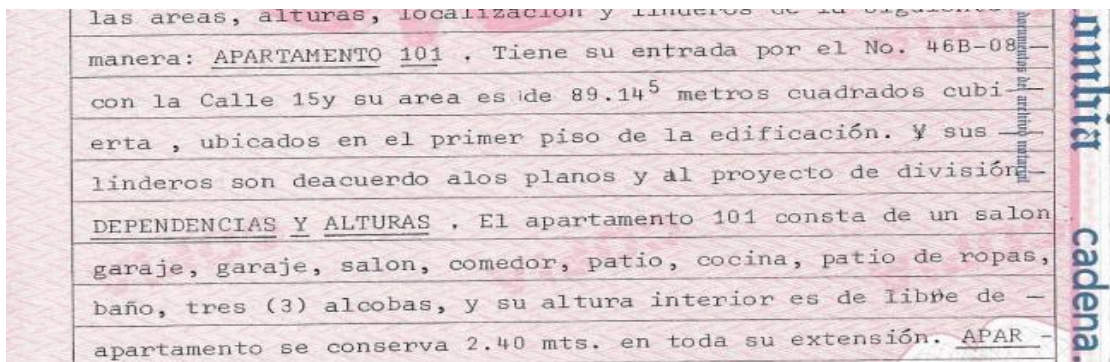 las areas, alturas, localización y linderos de la siguiente
manera: APARTAMENTO 101 . Tiene su entrada por el No. 46B-08—
con la Calle 15y su area es de 89.14⁵ metros cuadrados cubi-
erta , ubicados en el primer piso de la edificación. Y sus —
linderos son deacuerdo alos planos y al proyecto de división—
DEPENDENCIAS Y ALTURAS . El apartamento 101 consta de un salon
garaje, garaje, salon, comedor, patio, cocina, patio de ropas,
baño, tres (3) alcobas, y su altura interior es de libre de —
apartamento se conserva 2.40 mts. en toda su extensión. APAR -
documentos de archivo notarial
cadena